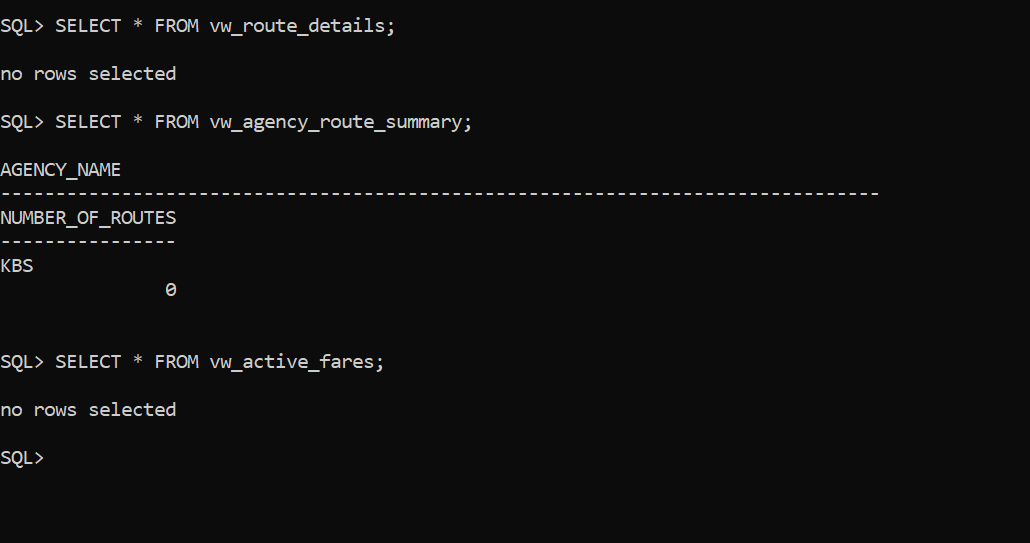 SQL> SELECT * FROM vw_route_details;
no rows selected
SQL> SELECT * FROM vw_agency_route_summary;
AGENCY_NAME
--------------------------------------------------------------------------------
NUMBER_OF_ROUTES
----------------
KBS
0
SQL> SELECT * FROM vw_active_fares;
no rows selected
SQL>